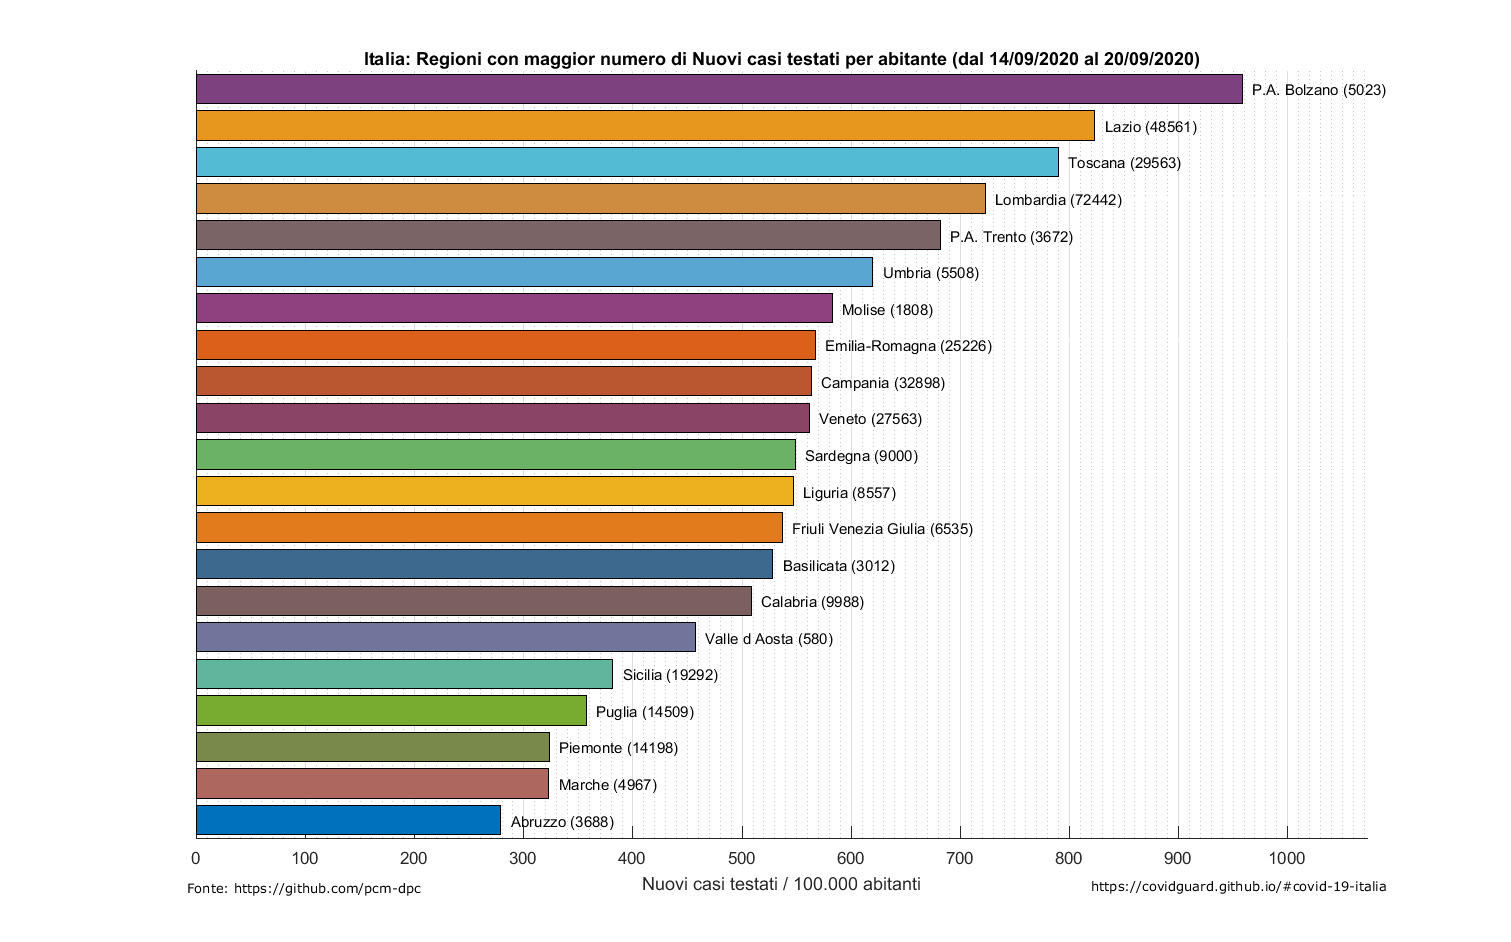 Italia: Regioni con maggior numero di Nuovi casi testati per abitante (dal 14/09/2020 al 20/09/2020)
P.A. Bolzano (5023)
Lazio (48561)
Toscana (29563)
Lombardia (72442)
P.A. Trento (3672)
Umbria (5508)
Molise (1808)
Emilia-Romagna (25226)
Campania (32898)
Veneto (27563)
Sardegna (9000)
Liguria (8557)
Friuli Venezia Giulia (6535)
Basilicata (3012)
Calabria (9988)
Valle d Aosta (580)
Sicilia (19292)
Puglia (14509)
Piemonte (14198)
Marche (4967)
Abruzzo (3688)
0 100 200 300 400 500 600 700 800 900 1000
Nuovi casi testati / 100.000 abitanti
Fonte: https://github.com/pcm-dpc
https://covidguard.github.io/#covid-19-italia